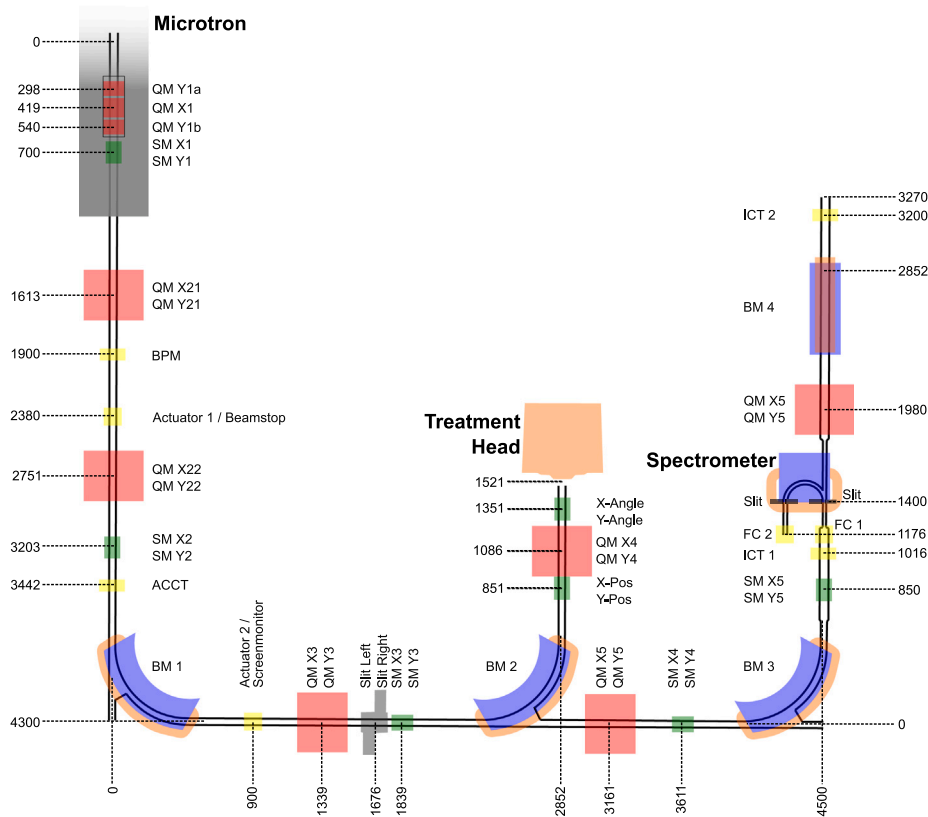 Microtron
0
298
QM Y1a
419
QM X1
540
QM Y1b
700
SM X1
SM Y1
1613
QM X21
QM Y21
1900
BPM
2380
Actuator 1 / Beamstop
2751
QM X22
QM Y22
3203
SM X2
SM Y2
3442
ACCT
BM 1
4300
0
Actuator 2 /
Screenmonitor
900
QM X3
QM Y3
1339
Slit Left
Slit Right
1676
SM X3
SM Y3
1839
Treatment
Head
1521
1351
X-Angle
Y-Angle
1086
QM X4
QM Y4
851
X-Pos
Y-Pos
BM 2
2852
QM X5
QM Y5
3161
SM X4
SM Y4
3611
3270
ICT 2
3200
2852
BM 4
QM X5
QM Y5
1980
Spectrometer
Slit
Slit
1400
FC 1
FC 2
1176
ICT 1
1016
SM X5
SM Y5
850
BM 3
0
4500